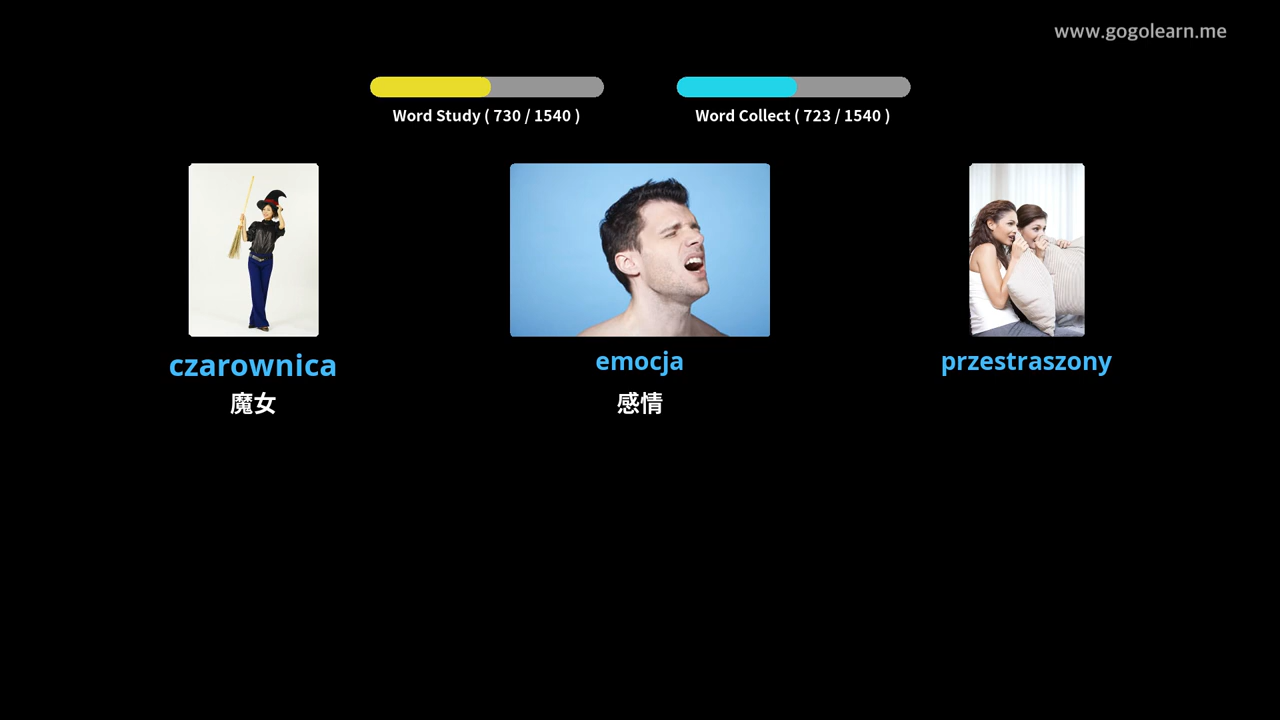 www.gogolearn.me
Word Study ( 730 / 1540 )
Word Collect ( 723 / 1540 )
czarownica
emocja
przestraszony
魔女
感情